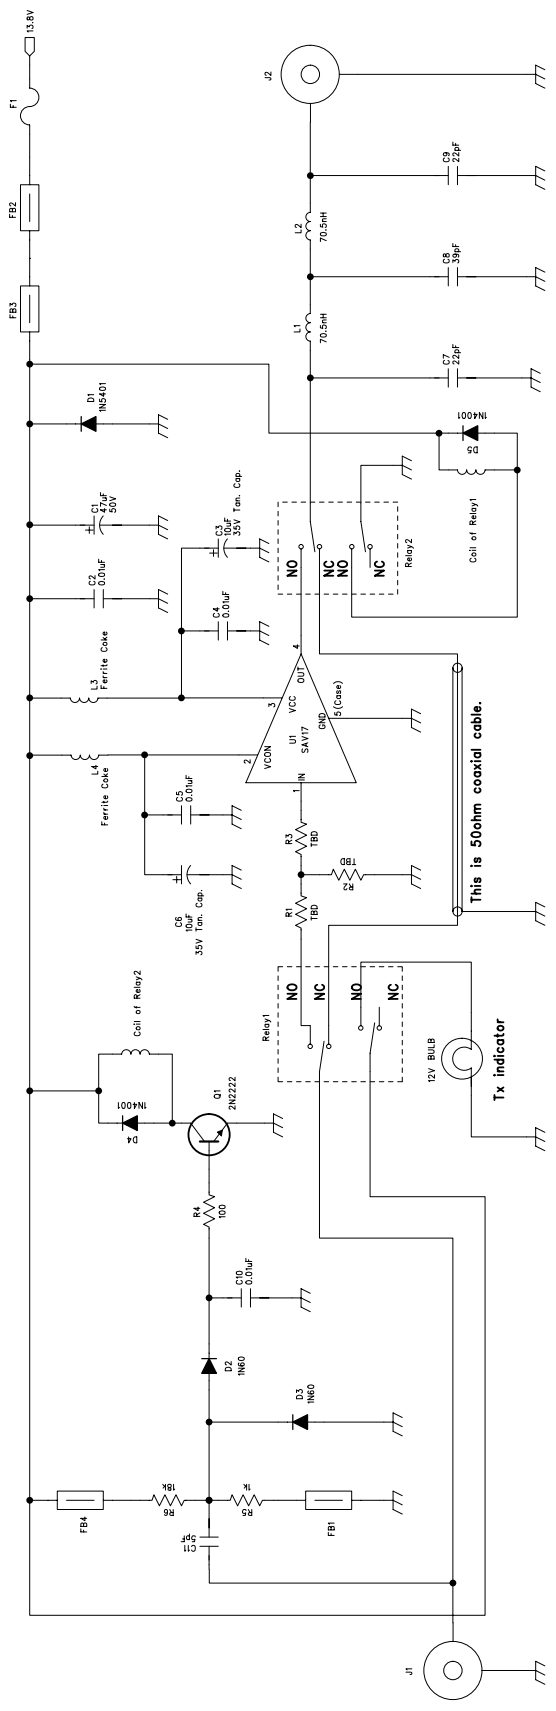 13.8V
F1
FB2
FB3
J2
C9
22pF
L2
70.5nH
C8
39pF
L1
70.5nH
C7
22pF
D1
1N5401
C1
47uF
50V
C2
0.01uF
C3
10uF
35V Tan. Cap.
C4
0.01uF
NO
NC
NO
NC
Relay2
D5
1N4001
Coil of Relay1
L3
Ferrite Coke
L4
Ferrite Coke
4
OUT
3
VCC
2
VCON
U1
SAV17
GND
5(Case)
1
IN
C5
0.01uF
C6
10uF
35V Tan. Cap.
R3
TBD
R2
TBD
R1
TBD
This is 50ohm coaxial cable.
Coil of Relay2
D4
1N4001
Q1
2N2222
Relay1
NO
NC
NO
NC
12V BULB
Tx indicator
R4
100
C10
0.01uF
D2
1N60
D3
1N60
FB4
R6
18k
R5
1k
FB1
C11
5pF
J1